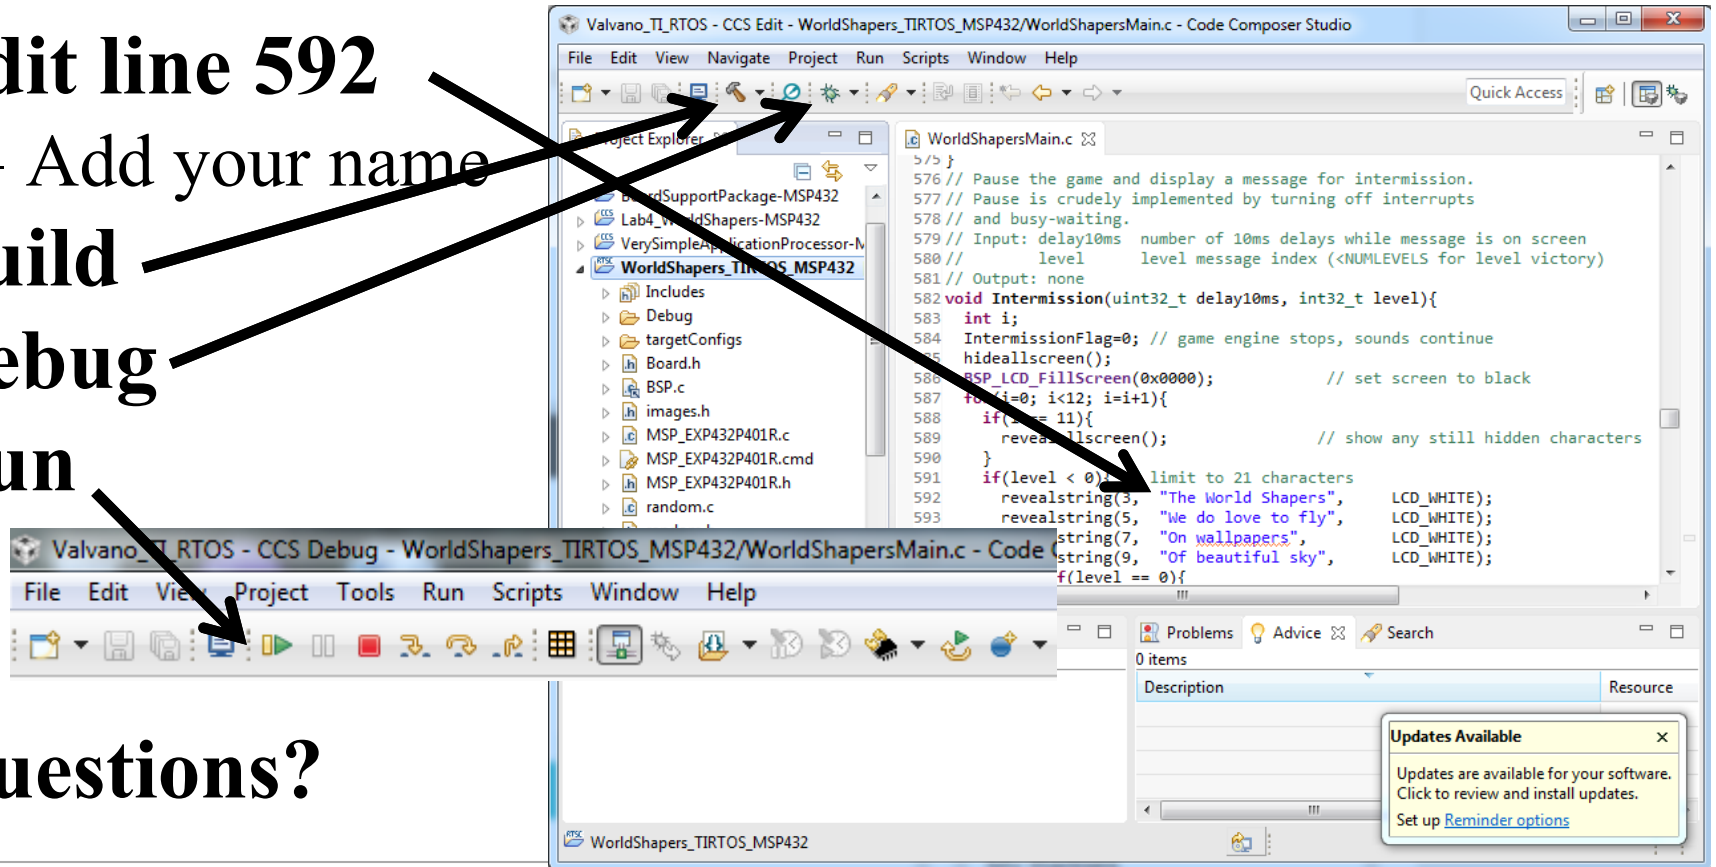 dit line 592
- Add your name
uild
ebug
un
uestions?
Valvano_TI_RTOS - CCS Edit - WorldShapers_TIRTOS_MSP432/WorldShapersMain.c - Code Composer Studio
File Edit View Navigate Project Run Scripts Window Help
Quick Access
Project Explorer
BoardSupportPackage-MSP432
Lab4_WorldShapers-MSP432
VerySimpleApplicationProcessor-M
WorldShapers_TIRTOS_MSP432
Includes
Debug
targetConfigs
Board.h
BSP.c
images.h
MSP_EXP432P401R.c
MSP_EXP432P401R.cmd
MSP_EXP432P401R.h
random.c
WorldShapersMain.c
575 }
576 // Pause the game and display a message for intermission.
577 // Pause is crudely implemented by turning off interrupts
578 // and busy-waiting.
579 // Input: delay10ms  number of 10ms delays while message is on screen
580 //        level      level message index (<NUMLEVELS for level victory)
581 // Output: none
582 void Intermission(uint32_t delay10ms, int32_t level){
583   int i;
584   IntermissionFlag=0; // game engine stops, sounds continue
585   hideallscreen();
586   BSP_LCD_FillScreen(0x0000);             // set screen to black
587   for(i=0; i<12; i=i+1){
588     if(i == 11){
589       revealallscreen();                 // show any still hidden characters
590     }
591     if(level < 0){  // limit to 21 characters
592       revealstring(3,  "The World Shapers",     LCD_WHITE);
593       revealstring(5,  "We do love to fly",     LCD_WHITE);
string(7,  "On wallpapers",         LCD_WHITE);
string(9,  "Of beautiful sky",      LCD_WHITE);
f(level == 0){
Valvano_TI_RTOS - CCS Debug - WorldShapers_TIRTOS_MSP432/WorldShapersMain.c - Code
File Edit View Project Tools Run Scripts Window Help
Problems Advice Search
0 items
Description Resource
Updates Available
Updates are available for your software.
Click to review and install updates.
Set up Reminder options
WorldShapers_TIRTOS_MSP432